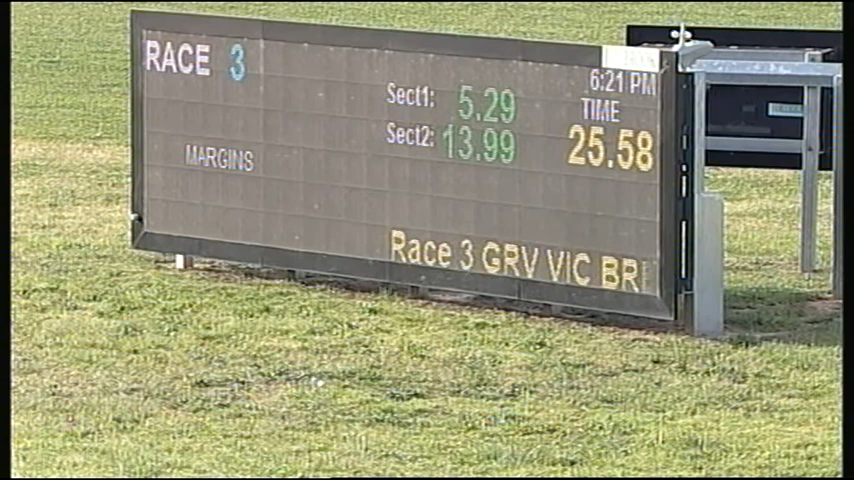 RACE 3
6:21 PM
Sect1: 5.29
TIME
Sect2: 13.99
25.58
MARGINS
Race 3 GRV VIC BR